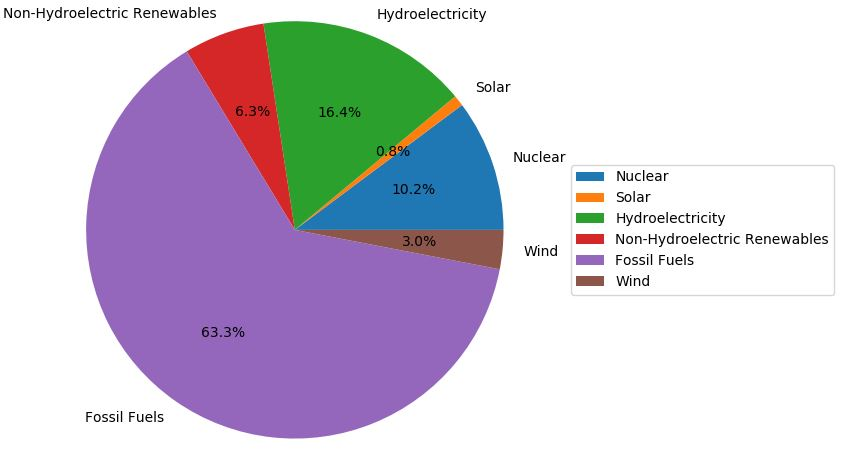 Non-Hydroelectric Renewables
Hydroelectricity
Solar
Nuclear
Wind
Fossil Fuels
6.3%
16.4%
0.8%
10.2%
3.0%
63.3%
Nuclear
Solar
Hydroelectricity
Non-Hydroelectric Renewables
Fossil Fuels
Wind